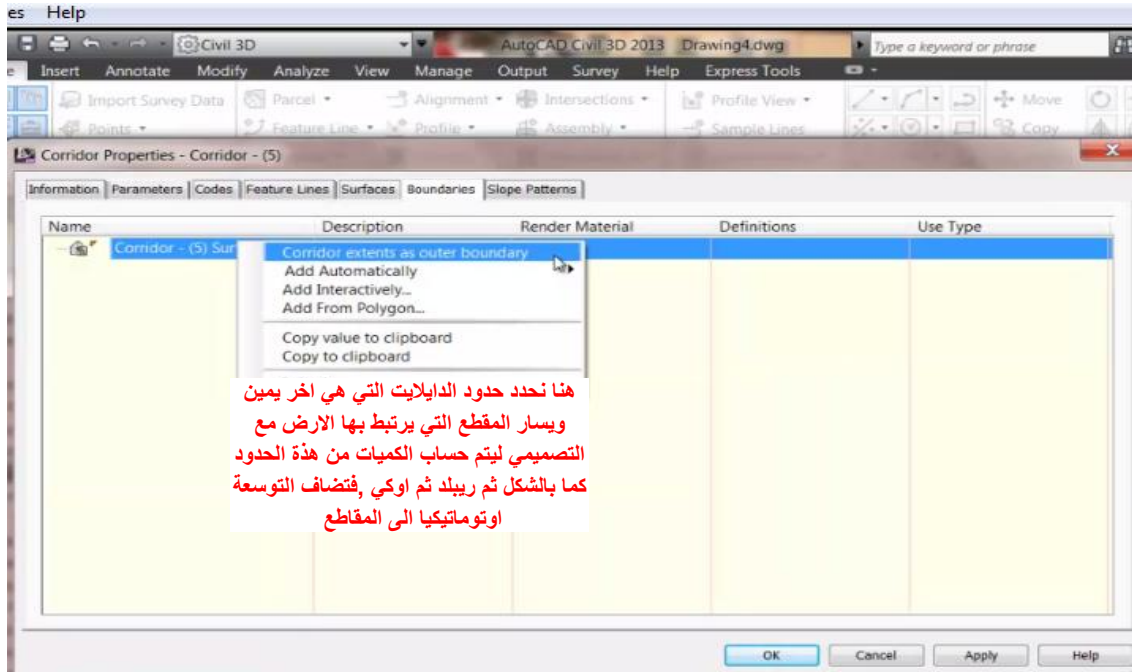 es Help
Civil 3D AutoCAD Civil 3D 2013 Drawing4.dwg Type a keyword or phrase
Insert Annotate Modify Analyze View Manage Output Survey Help Express Tools
Import Survey Data Parcel Alignment Intersections Profile View Move
Points Feature Line Profile Assembly Sample Lines Copy
Corridor Properties - Corridor - (5)
Information Parameters Codes Feature Lines Surfaces Boundaries Slope Patterns
Name Description Render Material Definitions Use Type
Corridor - (5) Sur
Corridor extents as outer boundary
Add Automatically
Add Interactively...
Add From Polygon...
Copy value to clipboard
Copy to clipboard
هنا نحدد حدود الدايلايت التي هي اخر يمين
ويسار المقطع التي يرتبط بها الارض مع
التصميمي ليتم حساب الكميات من هذة الحدود
كما بالشكل ثم ريبلد ثم اوكي ,فتضاف التوسعة
اوتوماتيكيا الى المقاطع
OK Cancel Apply Help